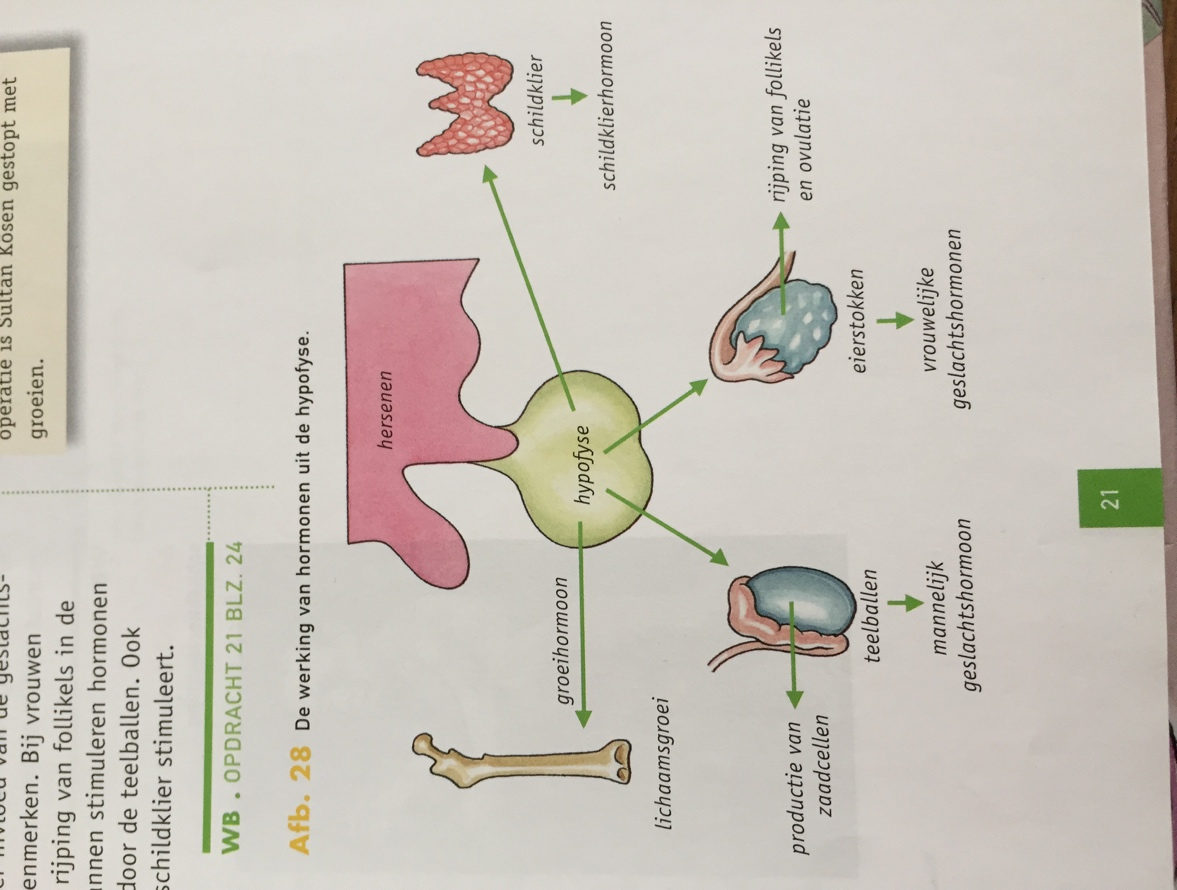 operatie is Sultan Kosen gestopt met
groeien.
van de geslachts-
enmerken. Bij vrouwen
rijping van follikels in de
nnen stimuleren hormonen
door de teelballen. Ook
schildklier stimuleert.
WB . OPDRACHT 21 BLZ. 24
Afb. 28 De werking van hormonen uit de hypofyse.
hersenen
hypofyse
groeihormoon
lichaamsgroei
schildklier
schildklierhormoon
productie van
zaadcellen
teelballen
mannelijk
geslachtshormoon
eierstokken
vrouwelijke
geslachtshormonen
rijping van follikels
en ovulatie
21